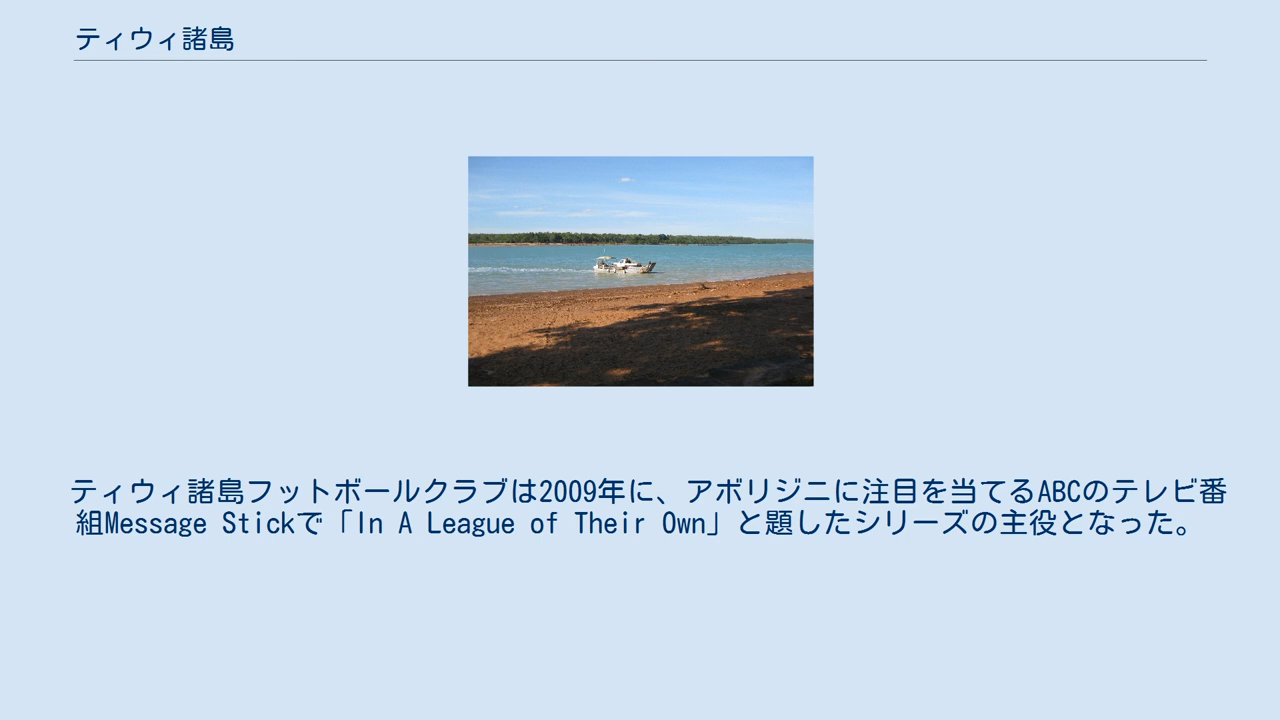 ティウィ諸島
ティウィ諸島フットボールクラブは2009年に、アボリジニに注目を当てるABCのテレビ番
組Message Stickで「In A League of Their Own」と題したシリーズの主役となった。